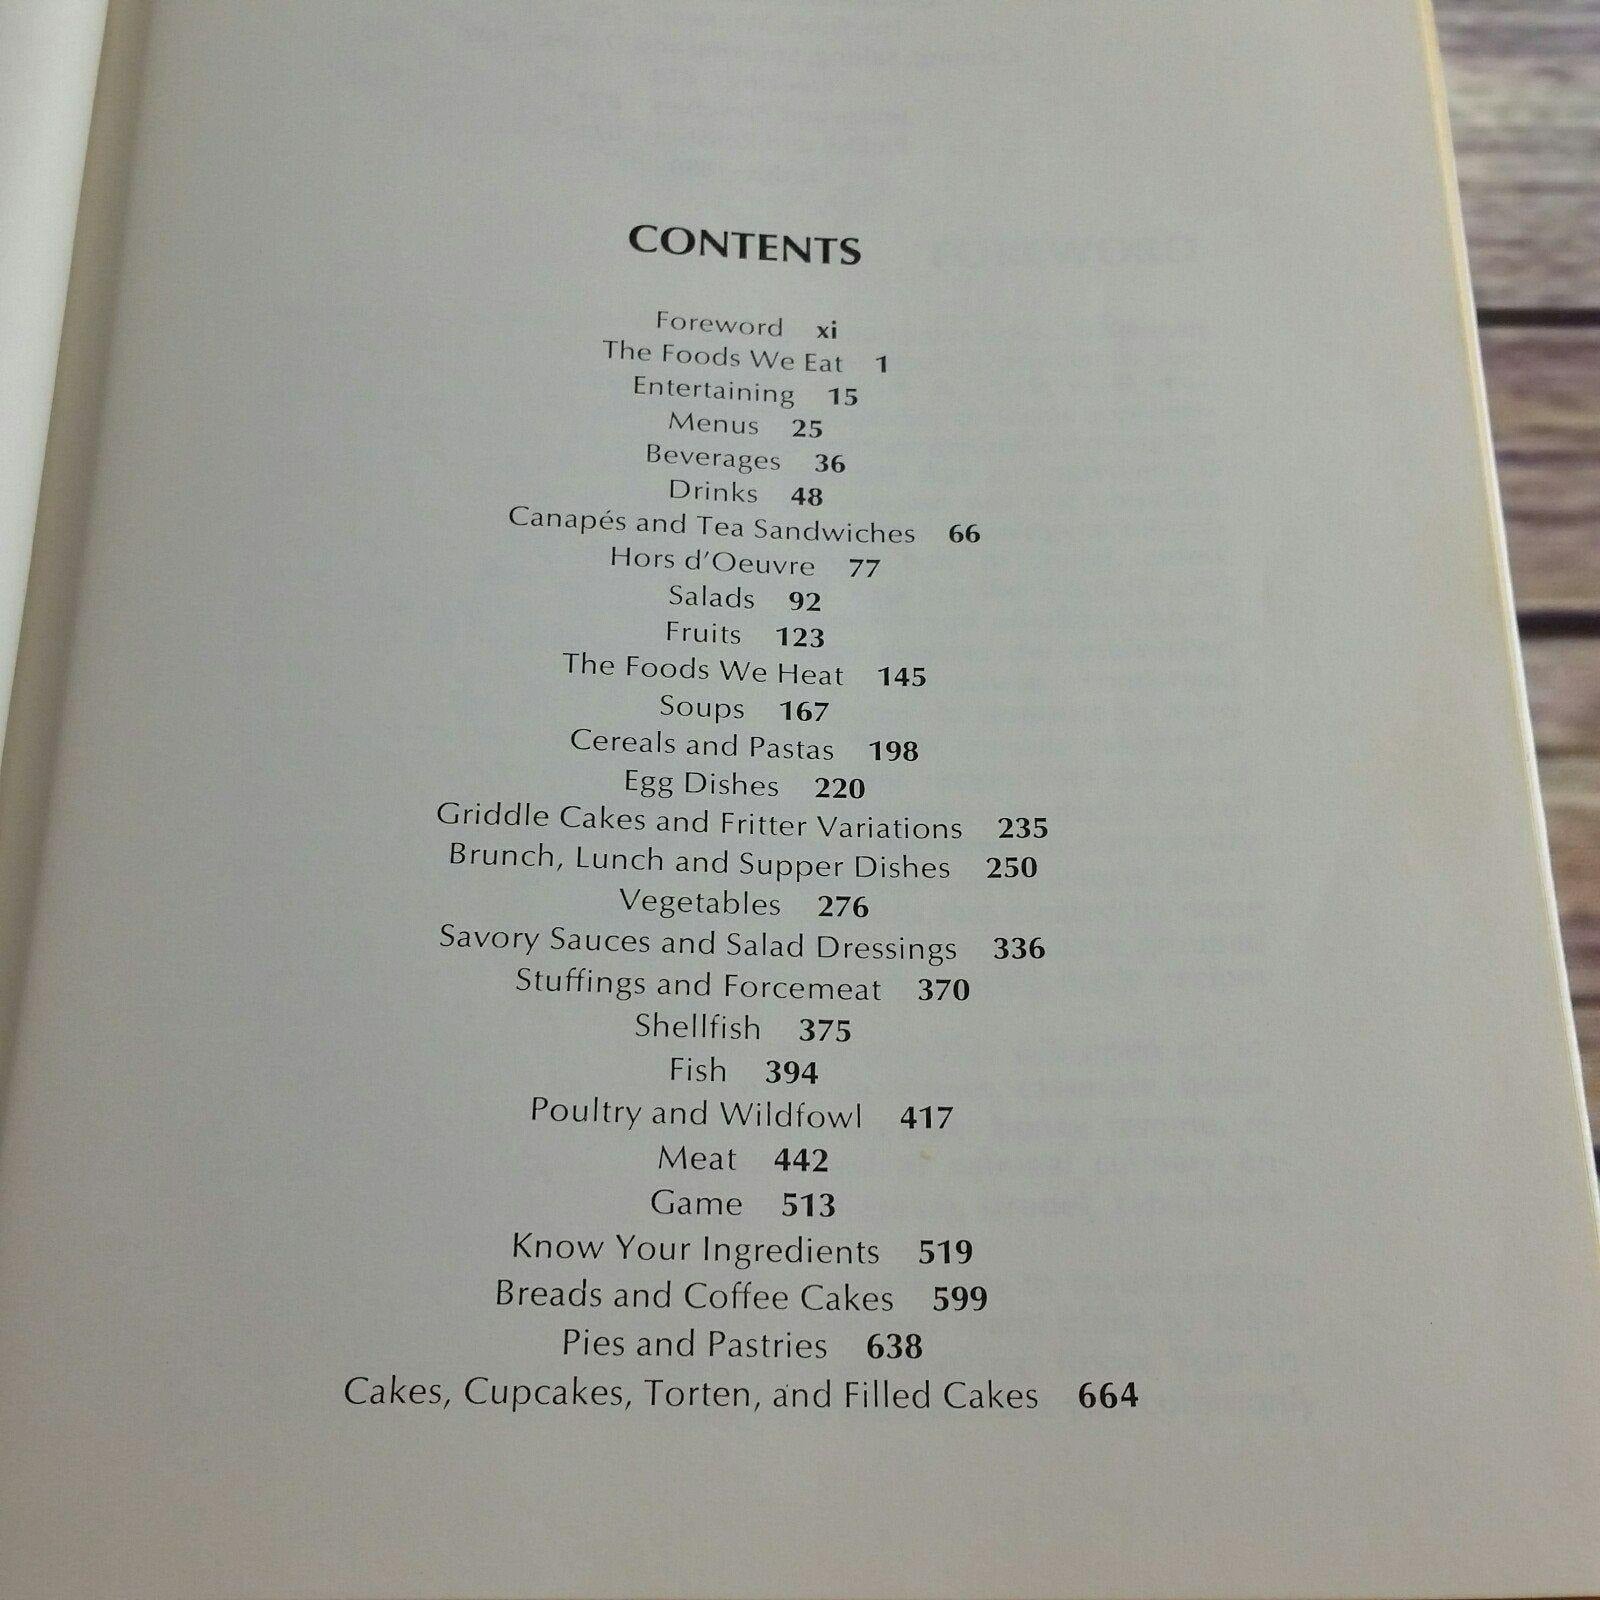 CONTENTS
Foreword xi
The Foods We Eat 1
Entertaining 15
Menus 25
Beverages 36
Drinks 48
Canapés and Tea Sandwiches 66
Hors d'Oeuvre 77
Salads 92
Fruits 123
The Foods We Heat 145
Soups 167
Cereals and Pastas 198
Egg Dishes 220
Griddle Cakes and Fritter Variations 235
Brunch, Lunch and Supper Dishes 250
Vegetables 276
Savory Sauces and Salad Dressings 336
Stuffings and Forcemeat 370
Shellfish 375
Fish 394
Poultry and Wildfowl 417
Meat 442
Game 513
Know Your Ingredients 519
Breads and Coffee Cakes 599
Pies and Pastries 638
Cakes, Cupcakes, Torten, and Filled Cakes 664